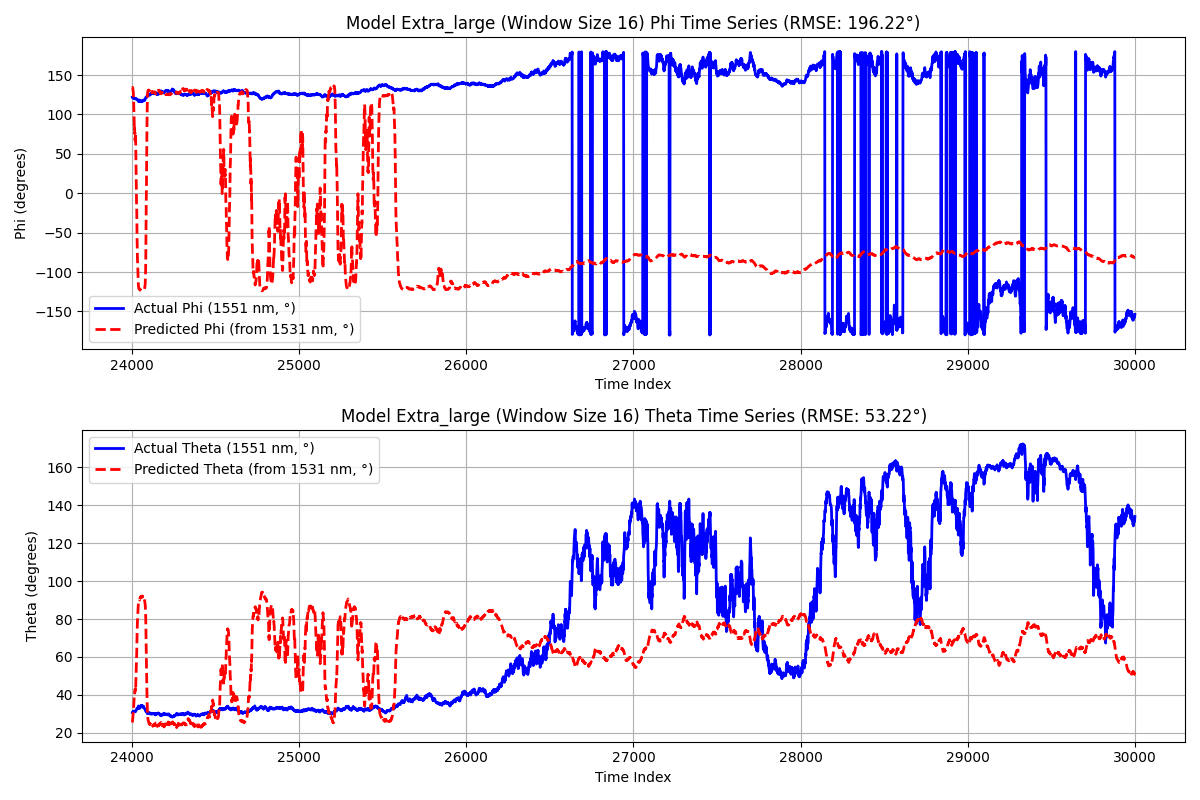 Model Extra_large (Window Size 16) Phi Time Series (RMSE: 196.22°)
Phi (degrees)
150
100
50
0
−50
−100
−150
Actual Phi (1551 nm, °)
Predicted Phi (from 1531 nm, °)
24000 25000 26000 27000 28000 29000 30000
Time Index
Model Extra_large (Window Size 16) Theta Time Series (RMSE: 53.22°)
Theta (degrees)
160
140
120
100
80
60
40
20
Actual Theta (1551 nm, °)
Predicted Theta (from 1531 nm, °)
24000 25000 26000 27000 28000 29000 30000
Time Index